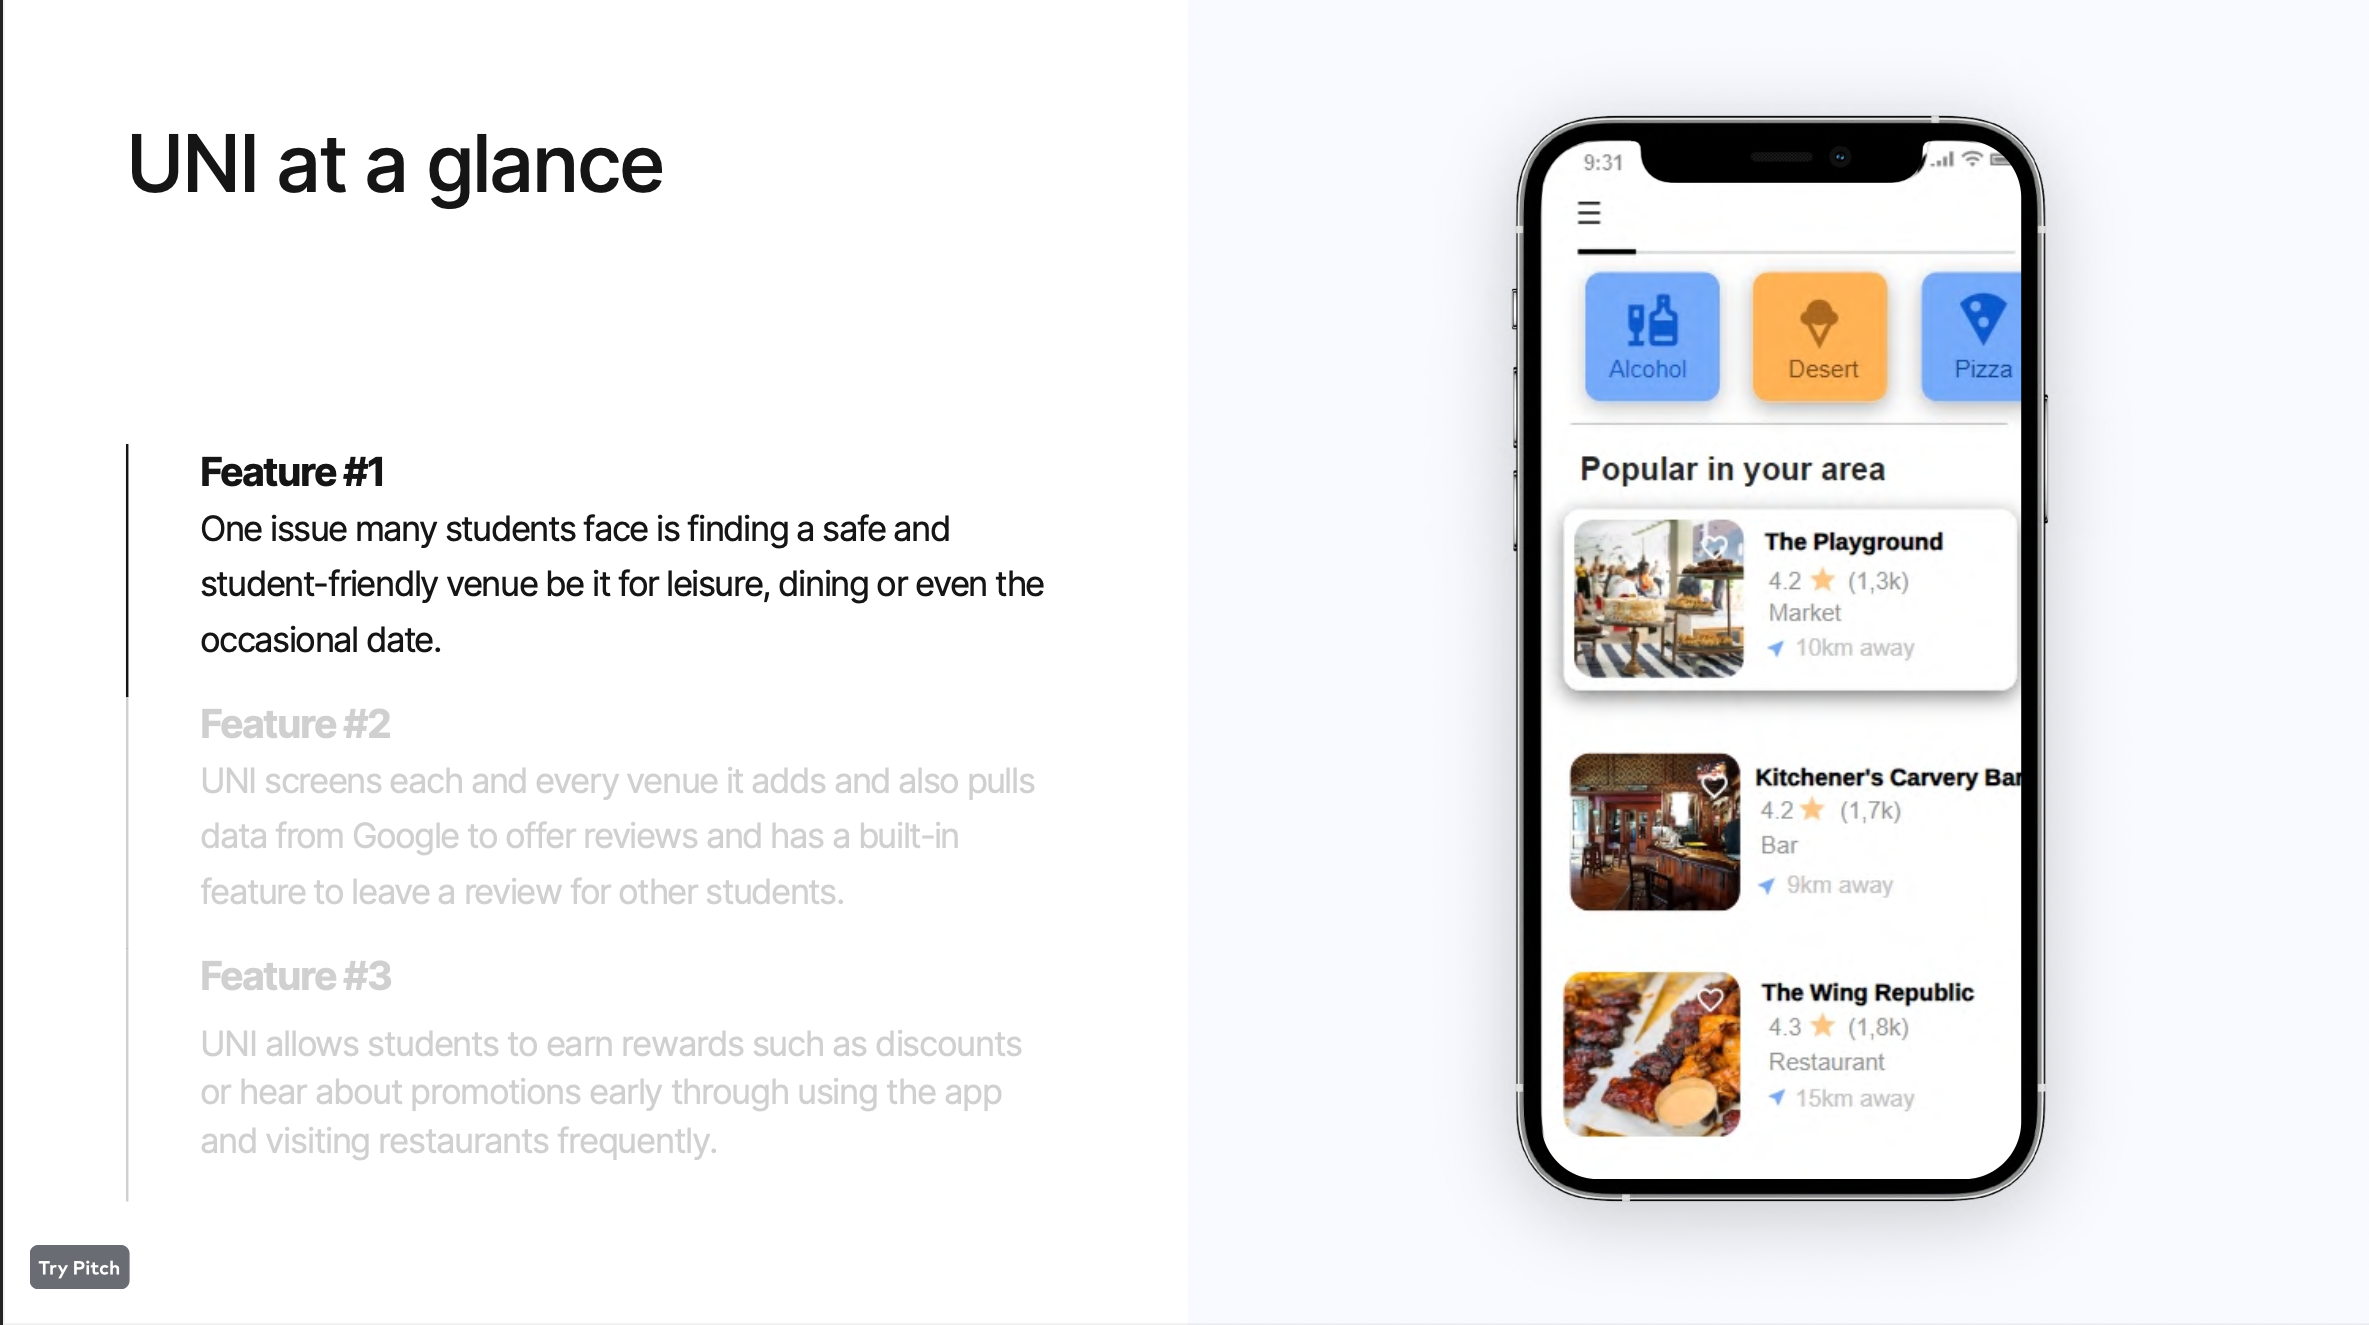 UNI at a glance
Feature #1
One issue many students face is finding a safe and
student-friendly venue be it for leisure, dining or even the
occasional date.
Feature #2
UNI screens each and every venue it adds and also pulls
data from Google to offer reviews and has a built-in
feature to leave a review for other students.
Feature #3
UNI allows students to earn rewards such as discounts
or hear about promotions early through using the app
and visiting restaurants frequently.
Try Pitch
9:31
Alcohol
Desert
Pizza
Popular in your area
The Playground
4.2 (1,3k)
Market
10km away
Kitchener's Carvery Bar
4.2 (1,7k)
Bar
9km away
The Wing Republic
4.3 (1,8k)
Restaurant
15km away